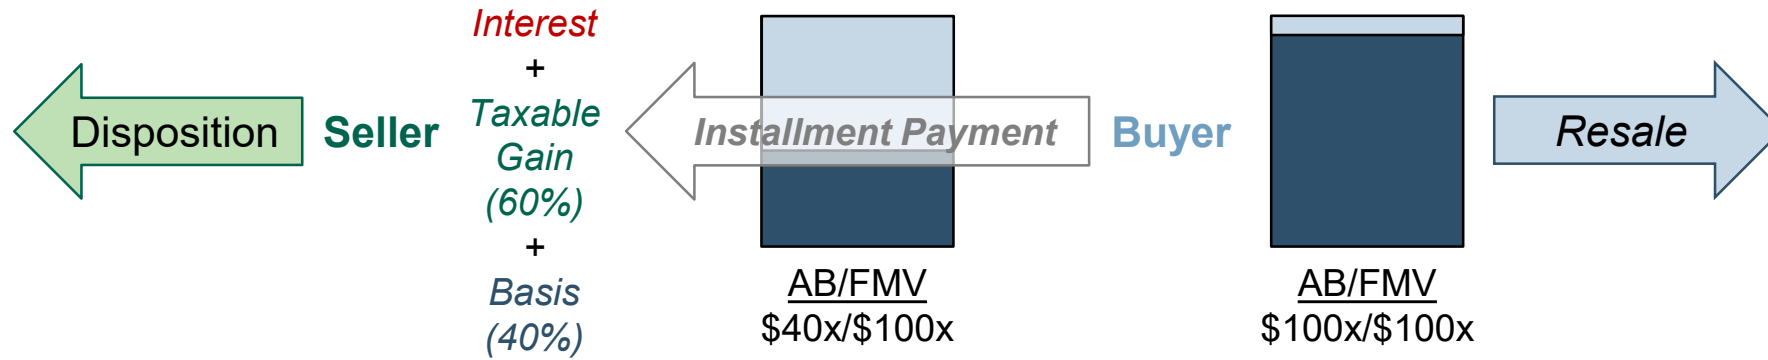 Disposition
Seller
Interest
+
Taxable
Gain
(60%)
+
Basis
(40%)
Installment Payment
AB/FMV
$40x/$100x
Buyer
AB/FMV
$100x/$100x
Resale